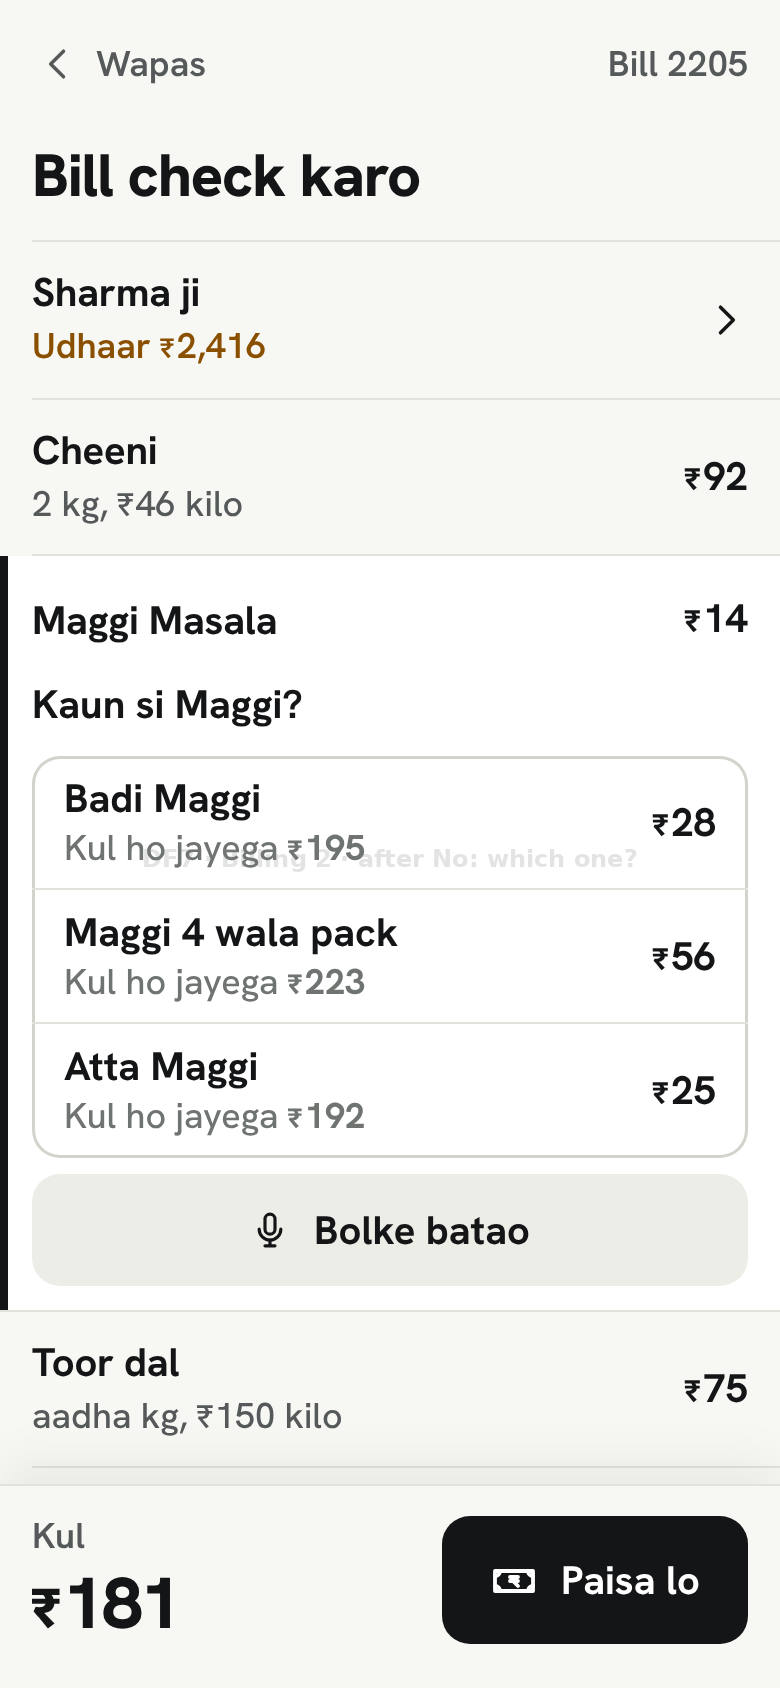 Wapas
Bill 2205
Bill check karo
Sharma ji
Udhaar ₹2,416
Cheeni
₹92
2 kg, ₹46 kilo
Maggi Masala
₹14
Kaun si Maggi?
Badi Maggi
₹28
Kul ho jayega ₹195
DF7 · Billing 2 · after No: which one?
Maggi 4 wala pack
₹56
Kul ho jayega ₹223
Atta Maggi
₹25
Kul ho jayega ₹192
Bolke batao
Toor dal
₹75
aadha kg, ₹150 kilo
Kul
₹181
Paisa lo